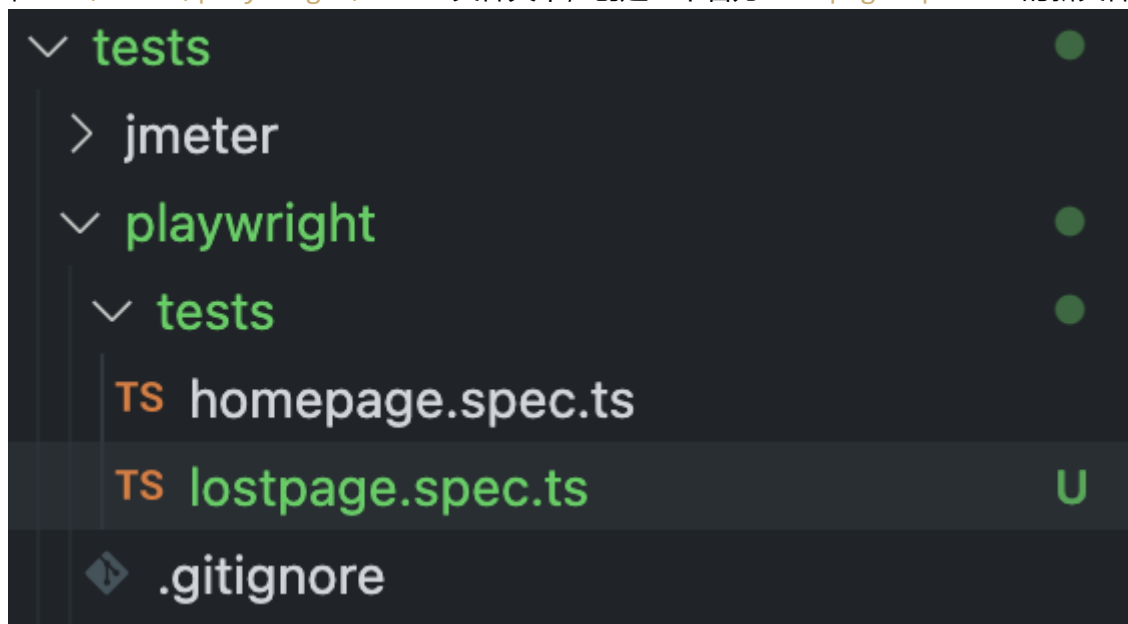 tests
jmeter
playwright
tests
TS homepage.spec.ts
TS lostpage.spec.ts U
.gitignore